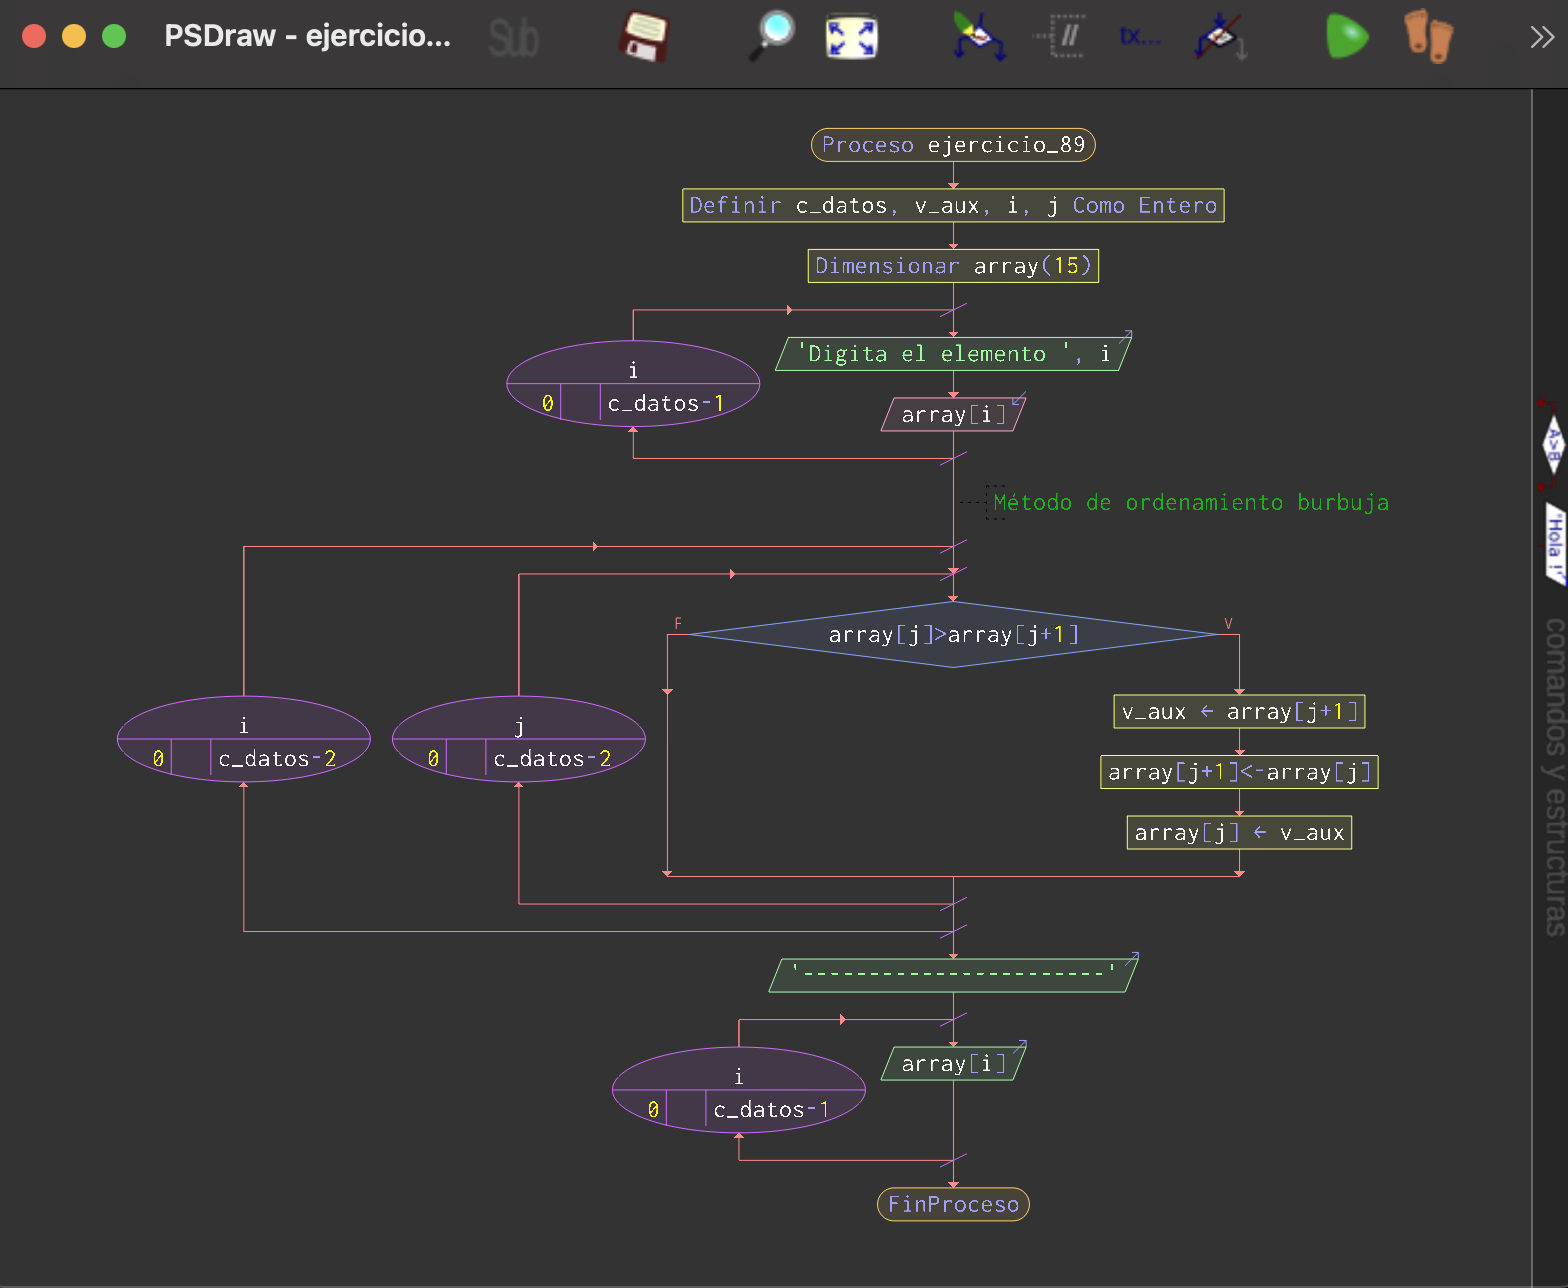 PSDraw - ejercicio...
Sub
//
tx...
Proceso ejercicio_89
Definir c_datos, v_aux, i, j Como Entero
Dimensionar array(15)
'Digita el elemento ', i
i
0 c_datos-1
array[i]
Método de ordenamiento burbuja
F
array[j]>array[j+1]
V
i
0 c_datos-2
j
0 c_datos-2
v_aux ← array[j+1]
array[j+1]<-array[j]
array[j] ← v_aux
'-----------------------'
array[i]
i
0 c_datos-1
FinProceso
A>B
"Hola !"
comandos y estructuras